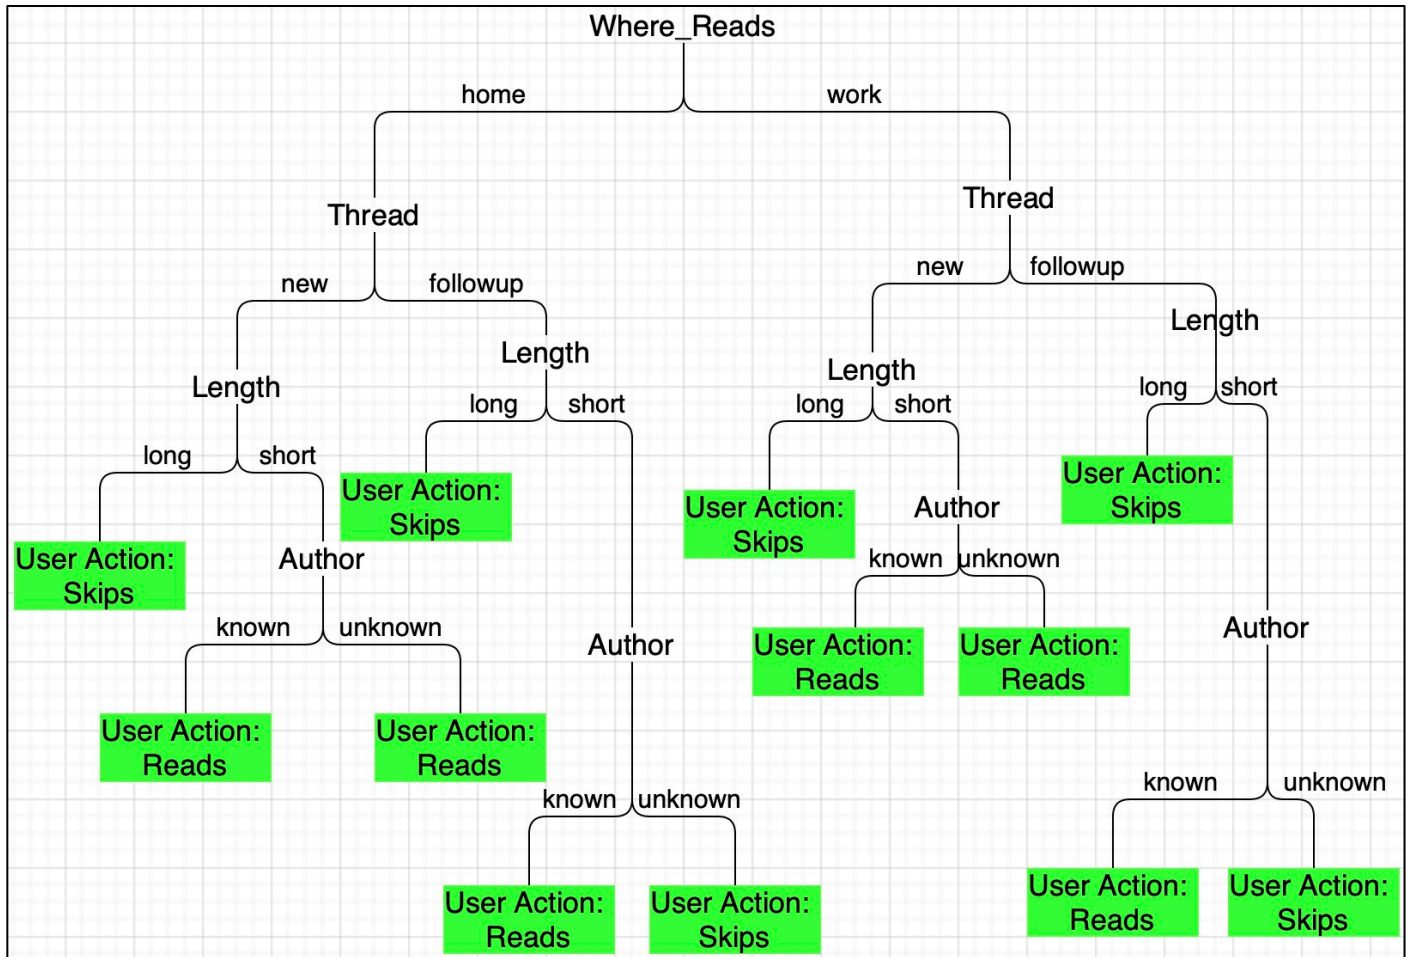 Where_Reads
home
work
Thread
Thread
new
followup
new
followup
Length
Length
Length
Length
long
short
long
short
long
short
long
short
User Action:
Skips
User Action:
Skips
User Action:
Skips
User Action:
Skips
Author
Author
known
unknown
known
unknown
Author
Author
User Action:
Reads
User Action:
Reads
User Action:
Reads
User Action:
Reads
known
unknown
known
unknown
User Action:
Reads
User Action:
Skips
User Action:
Reads
User Action:
Skips